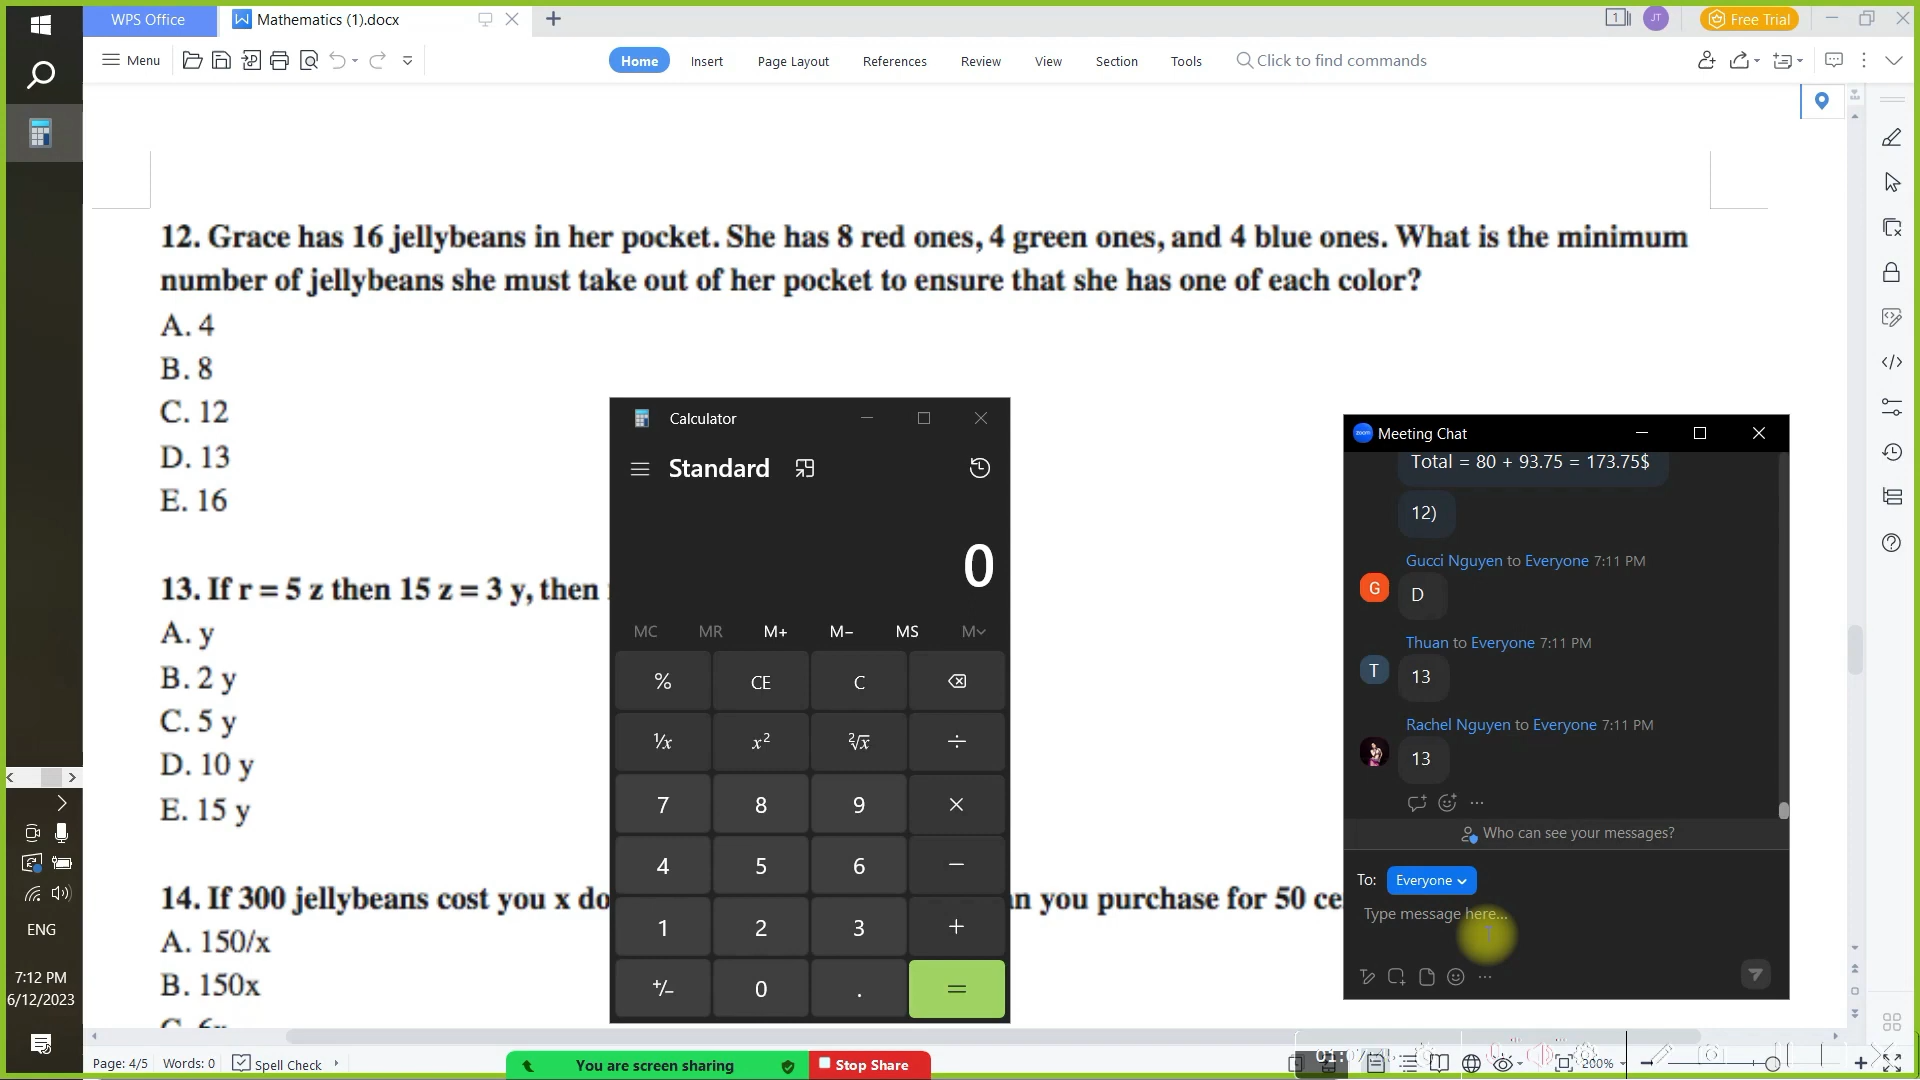 WPS Office
Mathematics (1).docx
1
JT
Free Trial
Menu
Home
Insert
Page Layout
References
Review
View
Section
Tools
Click to find commands
12. Grace has 16 jellybeans in her pocket. She has 8 red ones, 4 green ones, and 4 blue ones. What is the minimum
number of jellybeans she must take out of her pocket to ensure that she has one of each color?
A. 4
B. 8
C. 12
D. 13
E. 16
13. If r = 5 z then 15 z = 3 y, then
A. y
B. 2 y
C. 5 y
D. 10 y
E. 15 y
14. If 300 jellybeans cost you x do
n you purchase for 50 ce
A. 150/x
B. 150x
Calculator
Standard
0
MC MR M+ M− MS M
% CE C
1/x x² ²√x ÷
7 8 9 ×
4 5 6 −
1 2 3 +
+/− 0 . =
zoom
Meeting Chat
Total = 80 + 93.75 = 173.75$
12)
Gucci Nguyen to Everyone 7:11 PM
G
D
Thuan to Everyone 7:11 PM
T
13
Rachel Nguyen to Everyone 7:11 PM
13
Who can see your messages?
To: Everyone
Type message here...
ENG
7:12 PM
6/12/2023
Page: 4/5
Words: 0
Spell Check
You are screen sharing
Stop Share
200%